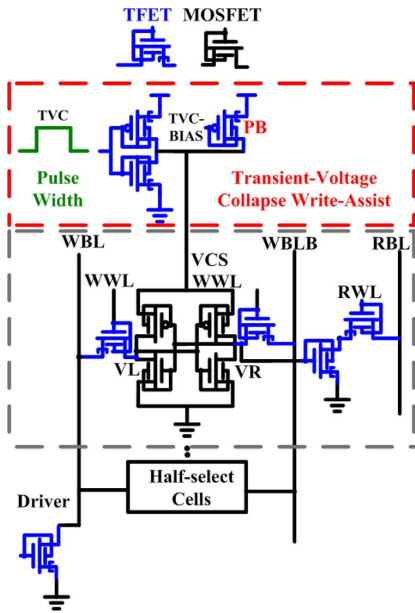 TFET MOSFET
TVC
TVC-
BIAS
PB
Pulse
Width
Transient-Voltage
Collapse Write-Assist
WBL
WBLB
RBL
VCS
WWL
WWL
RWL
VL
VR
Half-select
Cells
Driver